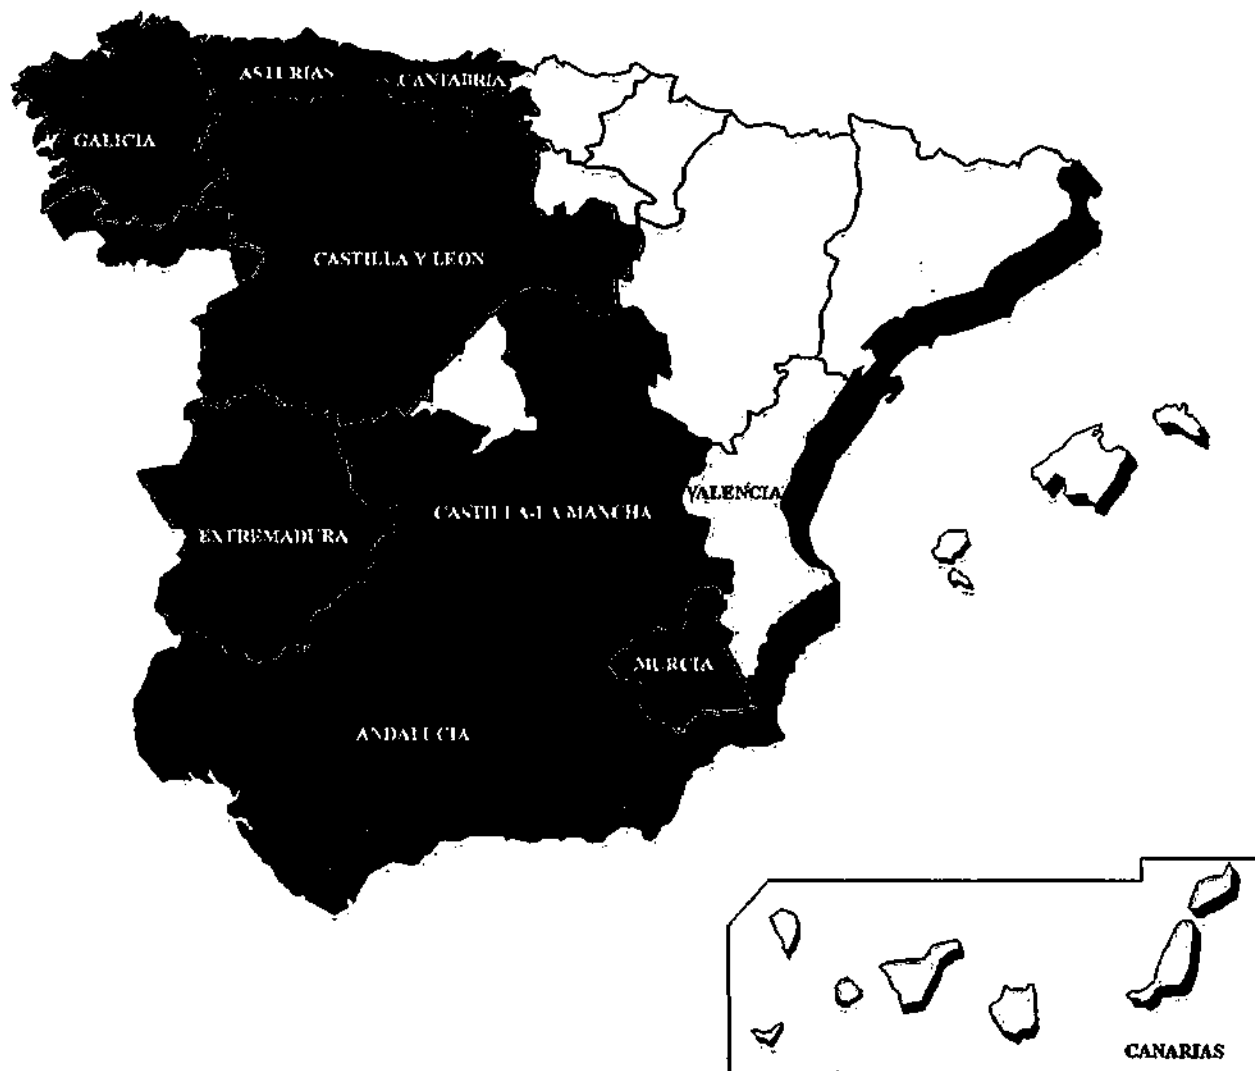 ASTURIAS
CANTABRIA
GALICIA
CASTILLA Y LEON
VALENCIA
CASTILLA-LA MANCHA
EXTREMADURA
MURCIA
ANDALUCIA
CANARIAS